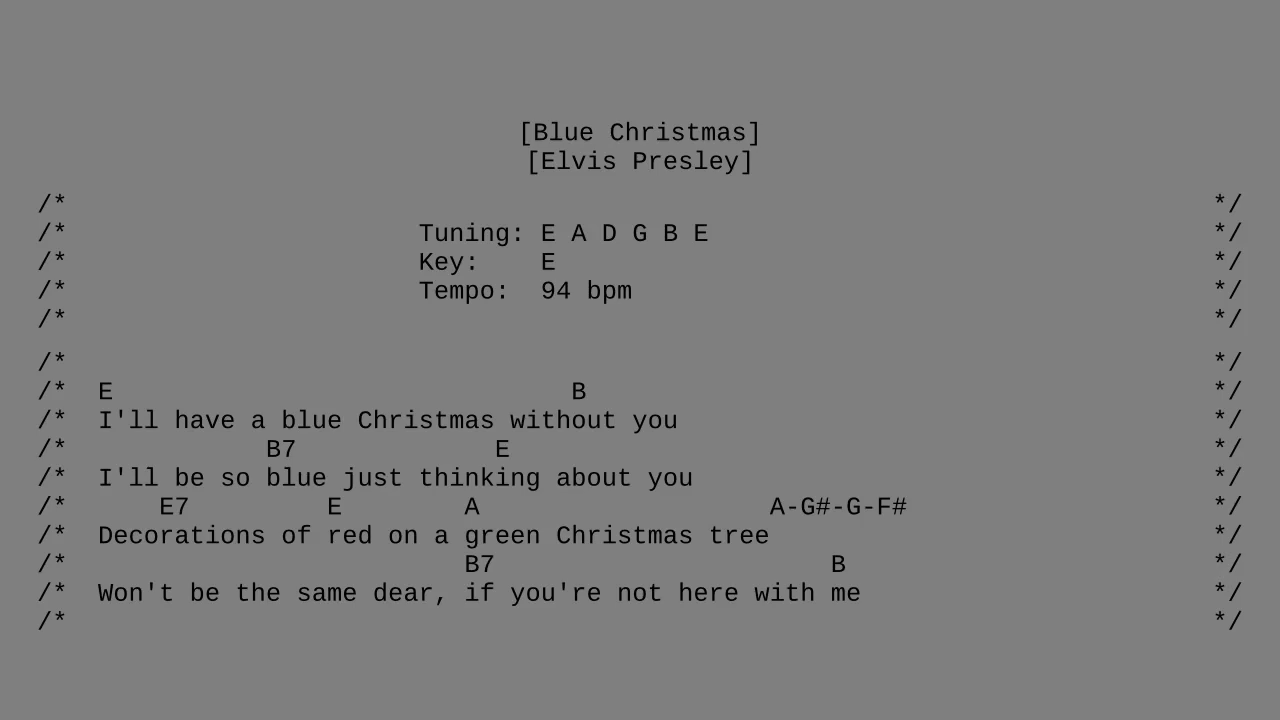 [Blue Christmas]
[Elvis Presley]
/* */
/* Tuning: E A D G B E */
/* Key: E */
/* Tempo: 94 bpm */
/* */
/* */
/* E B */
/* I'll have a blue Christmas without you */
/* B7 E */
/* I'll be so blue just thinking about you */
/* E7 E A A-G#-G-F# */
/* Decorations of red on a green Christmas tree */
/* B7 B */
/* Won't be the same dear, if you're not here with me */
/* */